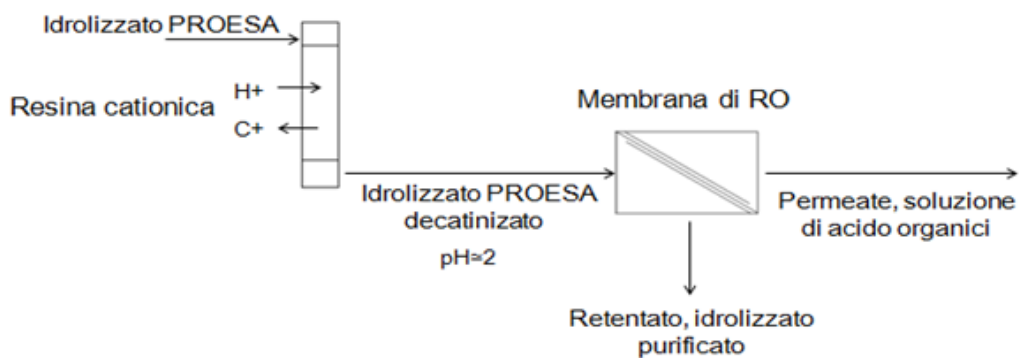 Idrolizzato PROESA
Resina cationica
H+
C+
Membrana di RO
Idrolizzato PROESA
decatinizato
pH≃2
Permeate, soluzione
di acido organici
Retentato, idrolizzato
purificato